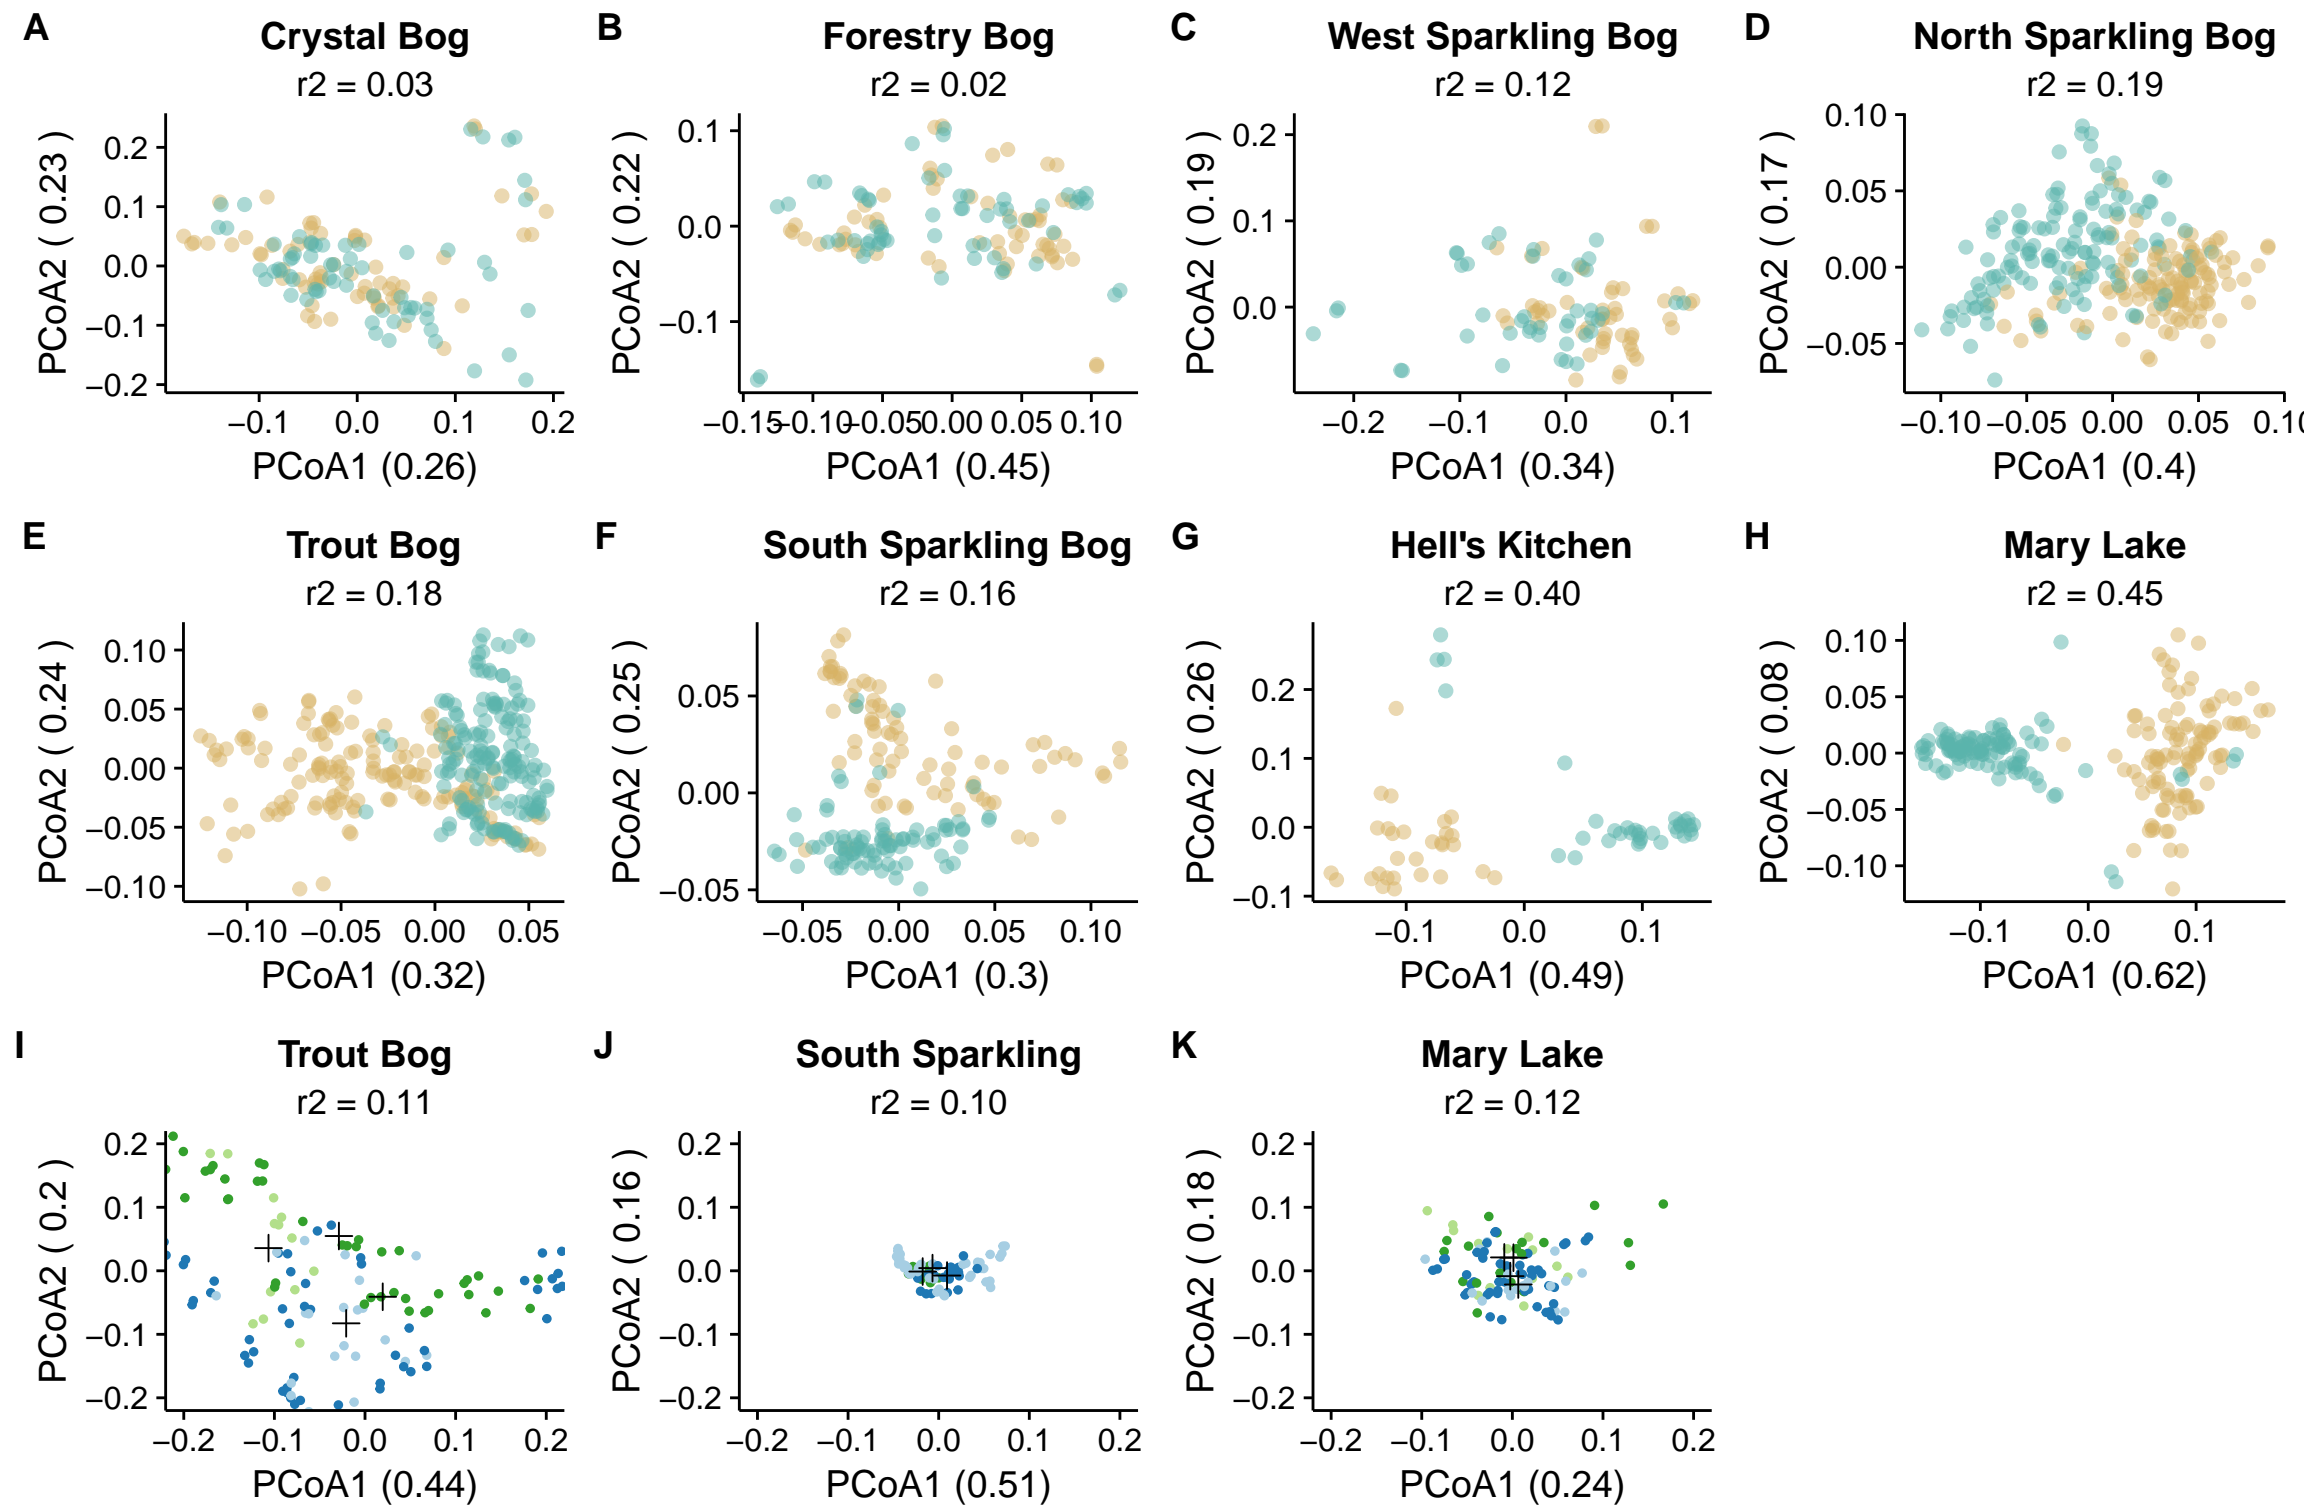 A
Crystal Bog
r2 = 0.03
PCoA2 ( 0.23 )
0.2
0.1
0.0
−0.1
−0.2
−0.1 0.0 0.1 0.2
PCoA1 (0.26)
B
Forestry Bog
r2 = 0.02
PCoA2 ( 0.22 )
0.1
0.0
−0.1
−0.15 −0.10 −0.05 0.00 0.05 0.10
PCoA1 (0.45)
C
West Sparkling Bog
r2 = 0.12
PCoA2 ( 0.19 )
0.2
0.1
0.0
−0.2 −0.1 0.0 0.1
PCoA1 (0.34)
D
North Sparkling Bog
r2 = 0.19
PCoA2 ( 0.17 )
0.10
0.05
0.00
−0.05
−0.10 −0.05 0.00 0.05 0.10
PCoA1 (0.4)
E
Trout Bog
r2 = 0.18
PCoA2 ( 0.24 )
0.10
0.05
0.00
−0.05
−0.10
−0.10 −0.05 0.00 0.05
PCoA1 (0.32)
F
South Sparkling Bog
r2 = 0.16
PCoA2 ( 0.25 )
0.05
0.00
−0.05
−0.05 0.00 0.05 0.10
PCoA1 (0.3)
G
Hell's Kitchen
r2 = 0.40
PCoA2 ( 0.26 )
0.2
0.1
0.0
−0.1
−0.1 0.0 0.1
PCoA1 (0.49)
H
Mary Lake
r2 = 0.45
PCoA2 ( 0.08 )
0.10
0.05
0.00
−0.05
−0.10
−0.1 0.0 0.1
PCoA1 (0.62)
I
Trout Bog
r2 = 0.11
PCoA2 ( 0.2 )
0.2
0.1
0.0
−0.1
−0.2
−0.2 −0.1 0.0 0.1 0.2
PCoA1 (0.44)
J
South Sparkling
r2 = 0.10
PCoA2 ( 0.16 )
0.2
0.1
0.0
−0.1
−0.2
−0.2 −0.1 0.0 0.1 0.2
PCoA1 (0.51)
K
Mary Lake
r2 = 0.12
PCoA2 ( 0.18 )
0.2
0.1
0.0
−0.1
−0.2
−0.2 −0.1 0.0 0.1 0.2
PCoA1 (0.24)